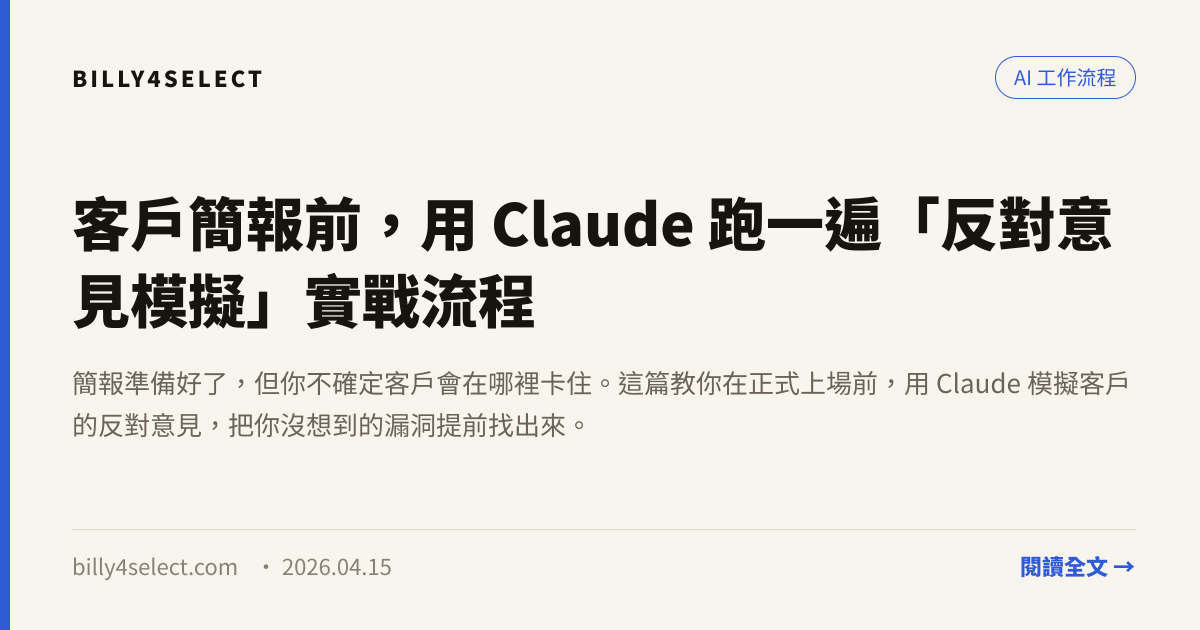 BILLY4SELECT
AI 工作流程
客戶簡報前，用 Claude 跑一遍「反對意
見模擬」實戰流程
簡報準備好了，但你不確定客戶會在哪裡卡住。這篇教你在正式上場前，用 Claude 模擬客戶
的反對意見，把你沒想到的漏洞提前找出來。
billy4select.com ・ 2026.04.15
閱讀全文 →